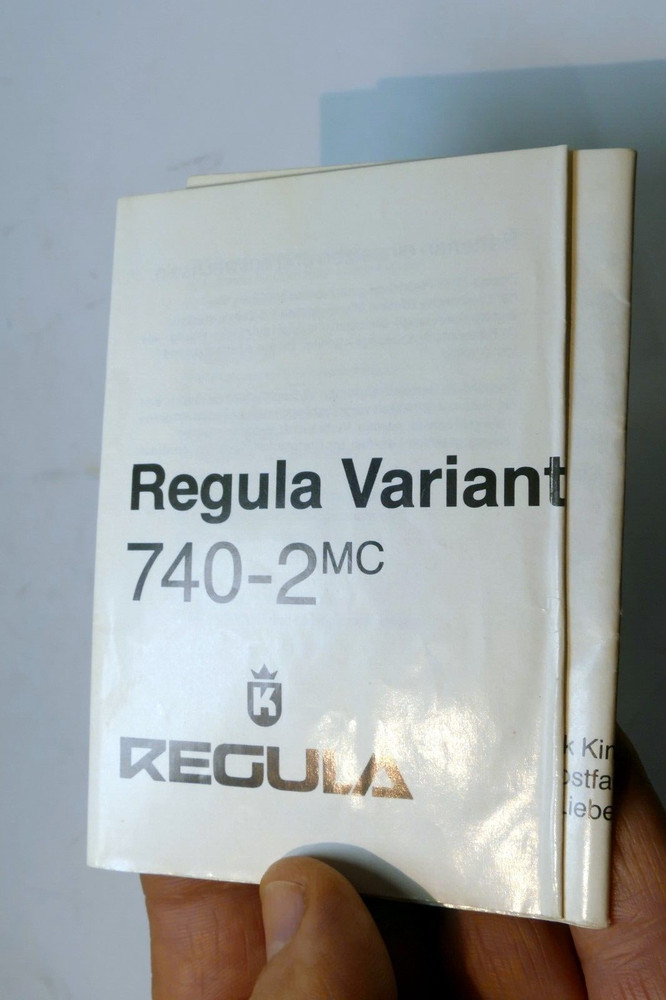 Regula Variant
740-2MC
K
REGULA
k Kin
ostfa
Liebe